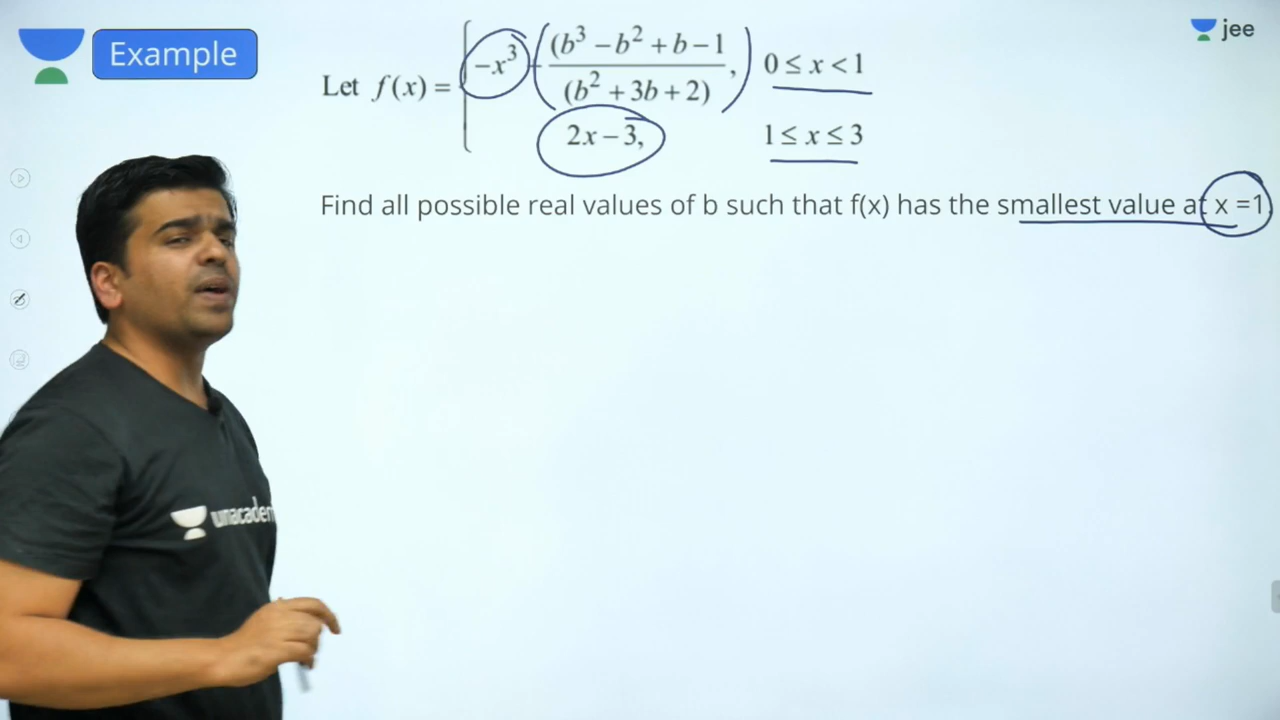 Example
jee
Let f(x) = { -x³ + (b³ - b² + b - 1) / (b² + 3b + 2), 0 ≤ x < 1
2x - 3, 1 ≤ x ≤ 3
Find all possible real values of b such that f(x) has the smallest value at x =1